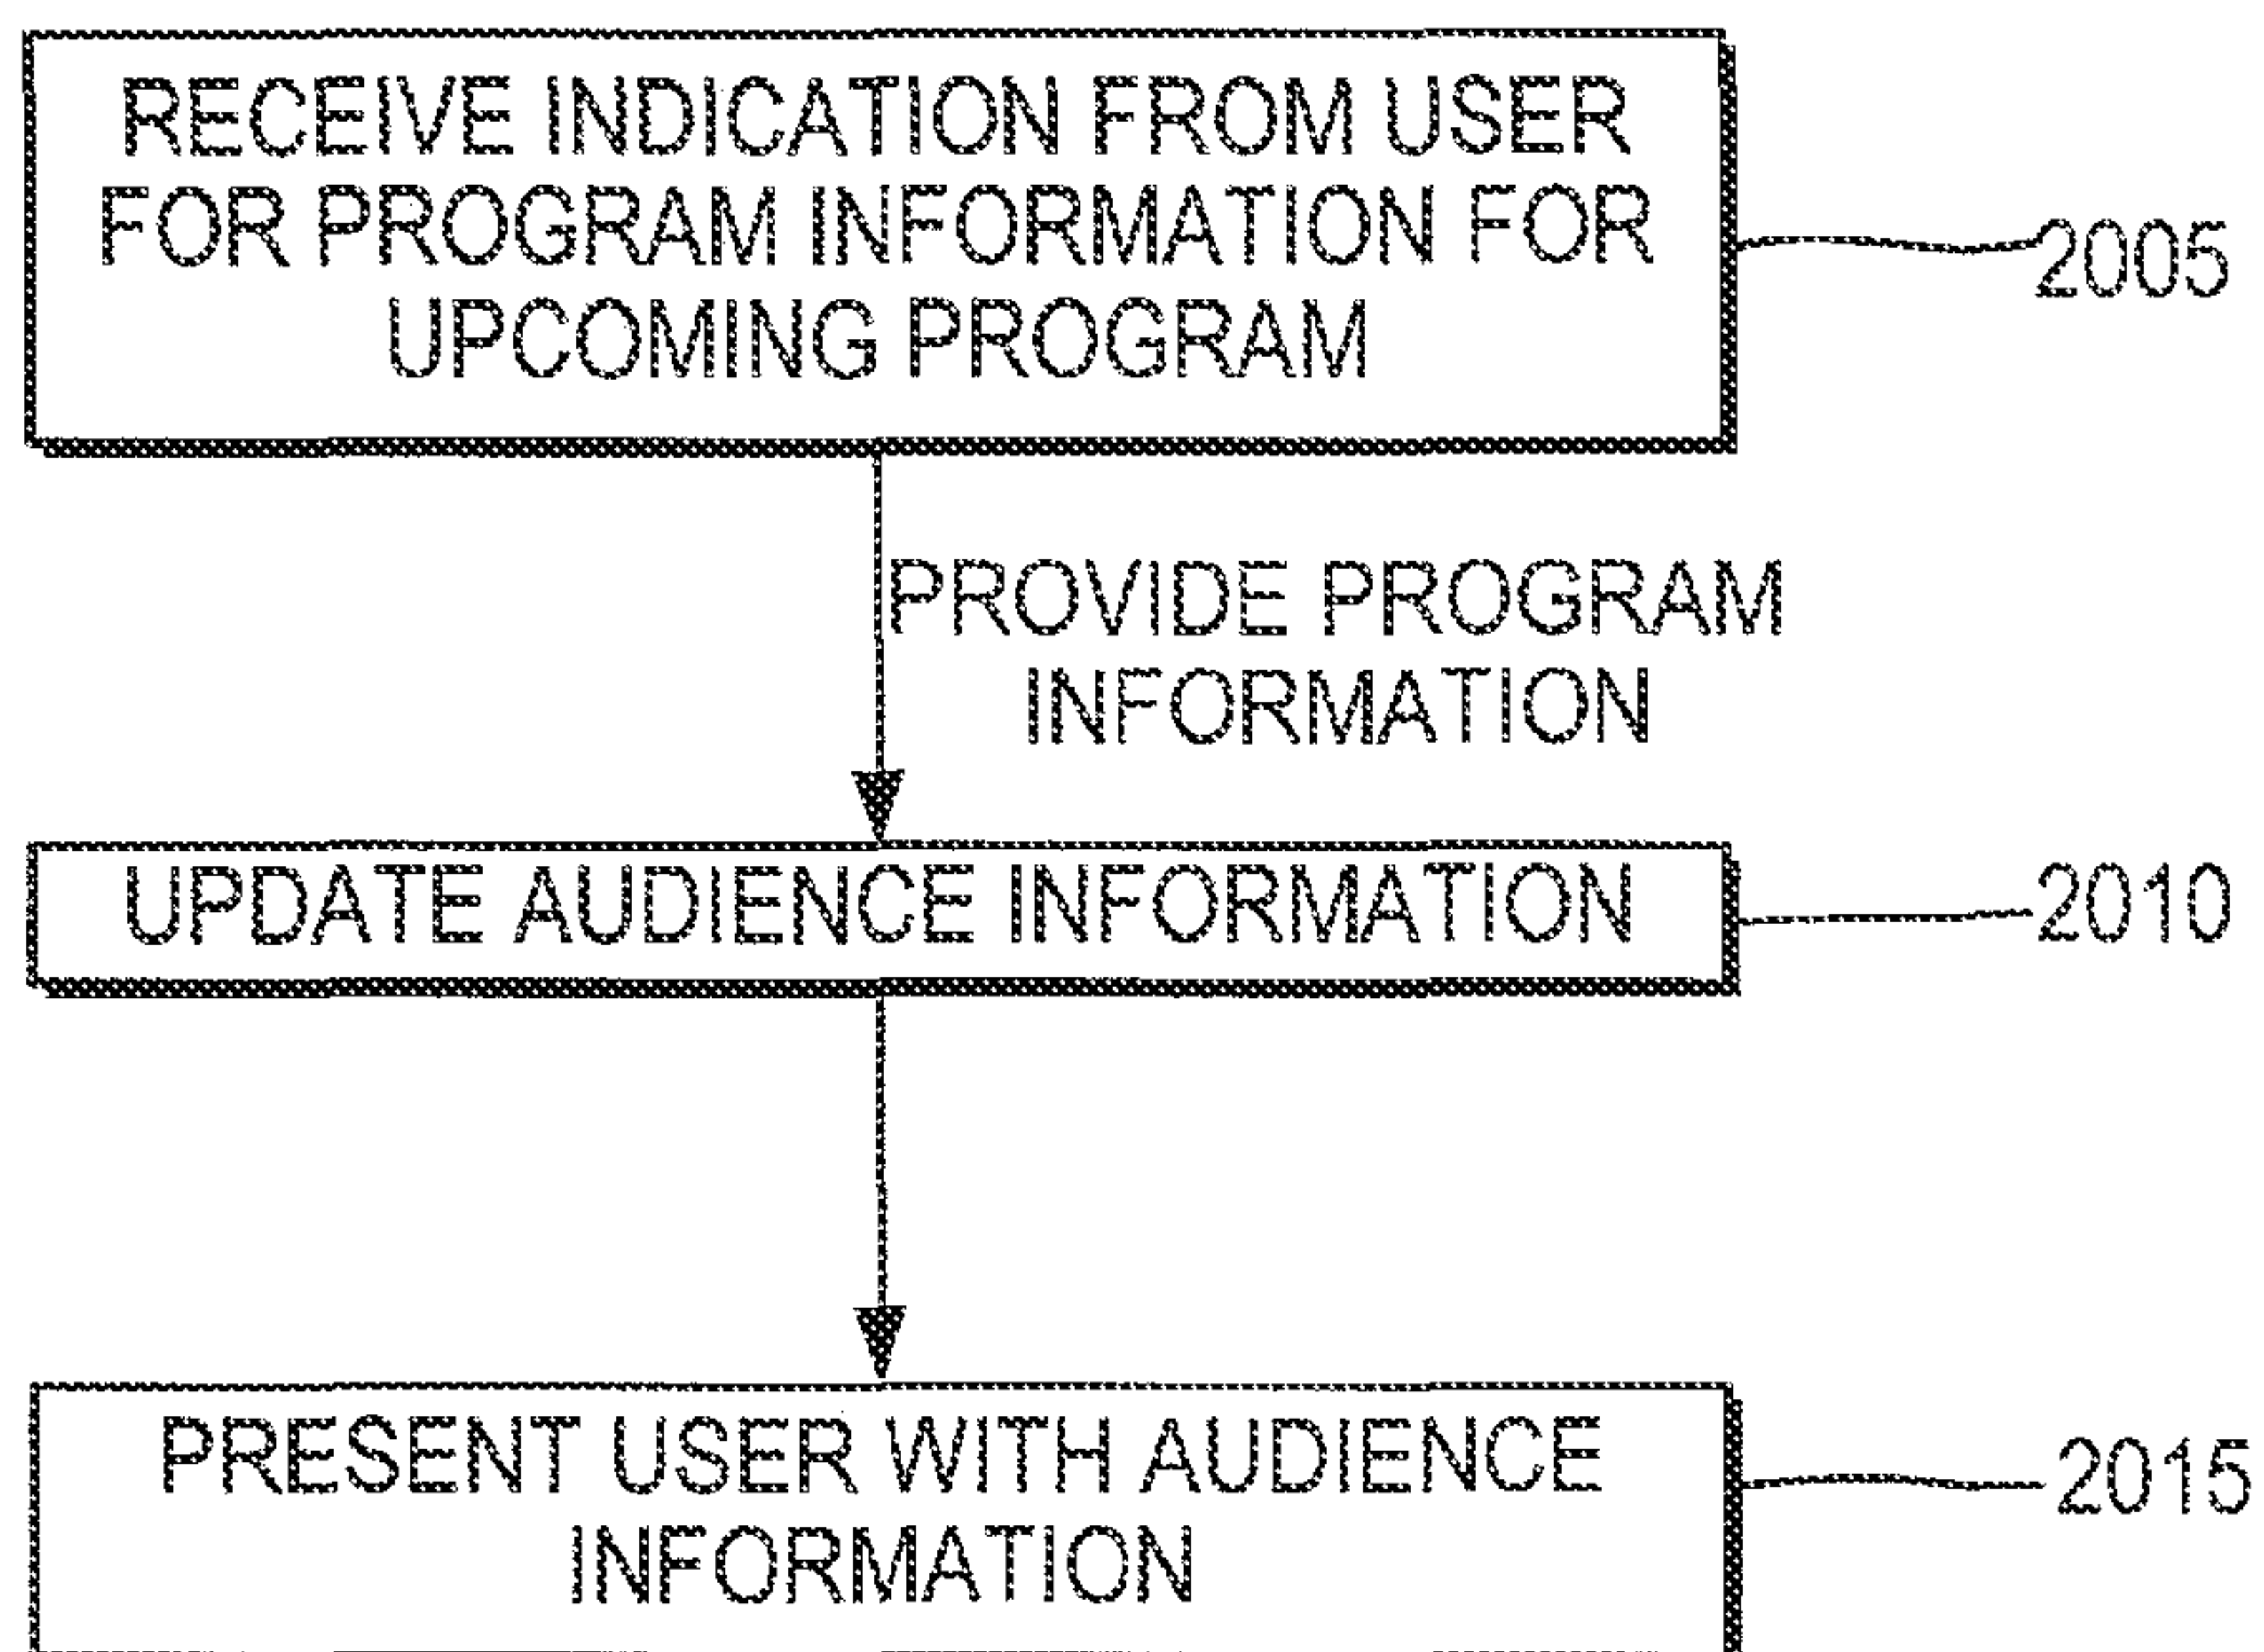 RECEIVE INDICATION FROM USER
FOR PROGRAM INFORMATION FOR
UPCOMING PROGRAM
2005
PROVIDE PROGRAM
INFORMATION
UPDATE AUDIENCE INFORMATION
2010
PRESENT USER WITH AUDIENCE
INFORMATION
2015